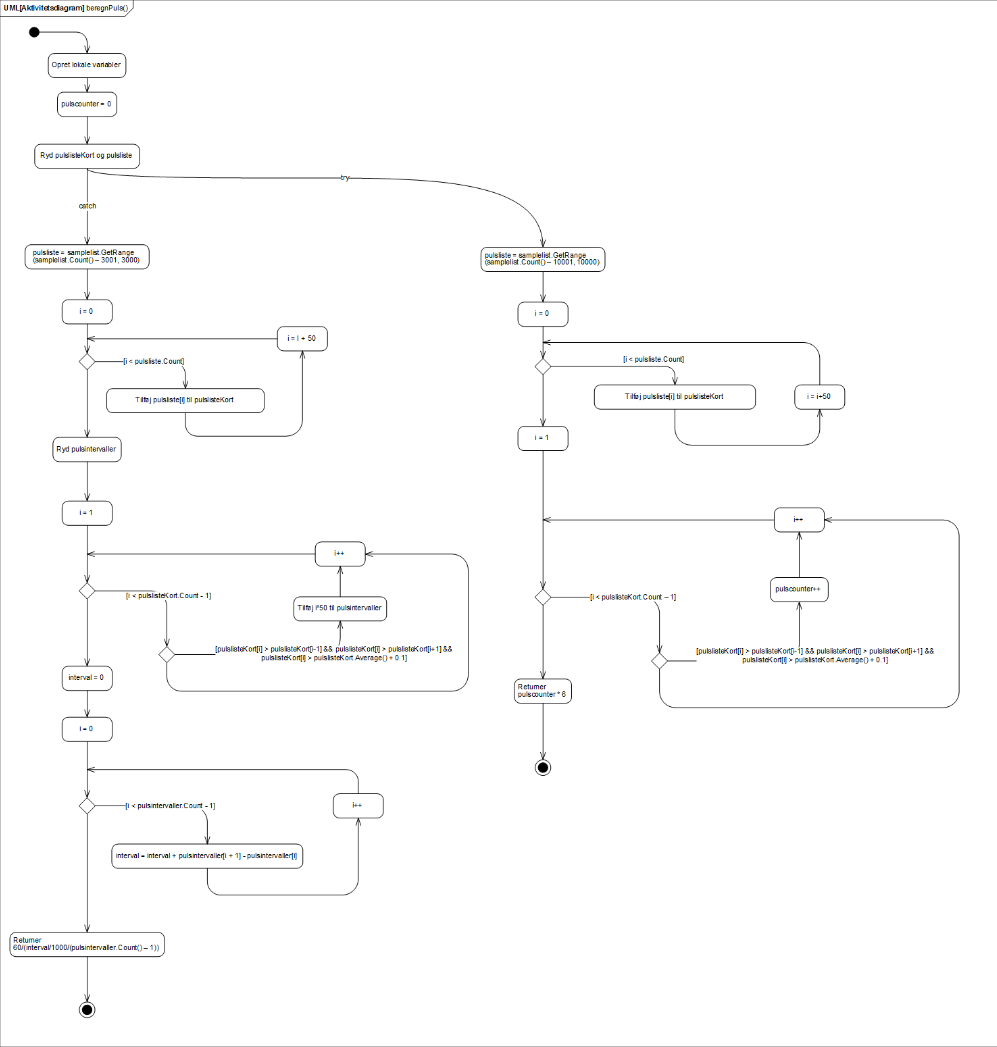 UML[Aktivitetsdiagram] beregnPuls()
Opret lokale variabler
pulscounter = 0
Ryd pulslisteKort og pulsliste
try
catch
pulsliste = samplelist.GetRange
(samplelist.Count() – 3001, 3000)
i = 0
i = I + 50
[i < pulsliste.Count]
Tilføj pulsliste[i] til pulslisteKort
Ryd pulsintervaller
i = 1
i++
[i < pulslisteKort.Count - 1]
Tilføj i*50 til pulsintervaller
[pulslisteKort[i] > pulslisteKort[i-1] && pulslisteKort[i] > pulslisteKort[i+1] &&
pulslisteKort[i] > pulslisteKort.Average() + 0.1]
interval = 0
i = 0
i++
[i < pulsintervaller.Count - 1]
interval = interval + pulsintervaller[i + 1] - pulsintervaller[i]
Returner
60/(interval/1000/(pulsintervaller.Count() – 1))
pulsliste = samplelist.GetRange
(samplelist.Count() – 10001, 10000)
i = 0
[i < pulsliste.Count]
Tilføj pulsliste[i] til pulslisteKort
i = i+50
i = 1
i++
pulscounter++
[i < pulslisteKort.Count – 1]
[pulslisteKort[i] > pulslisteKort[i-1] && pulslisteKort[i] > pulslisteKort[i+1] &&
pulslisteKort[i] > pulslisteKort.Average() + 0.1]
Returner
pulscounter * 6